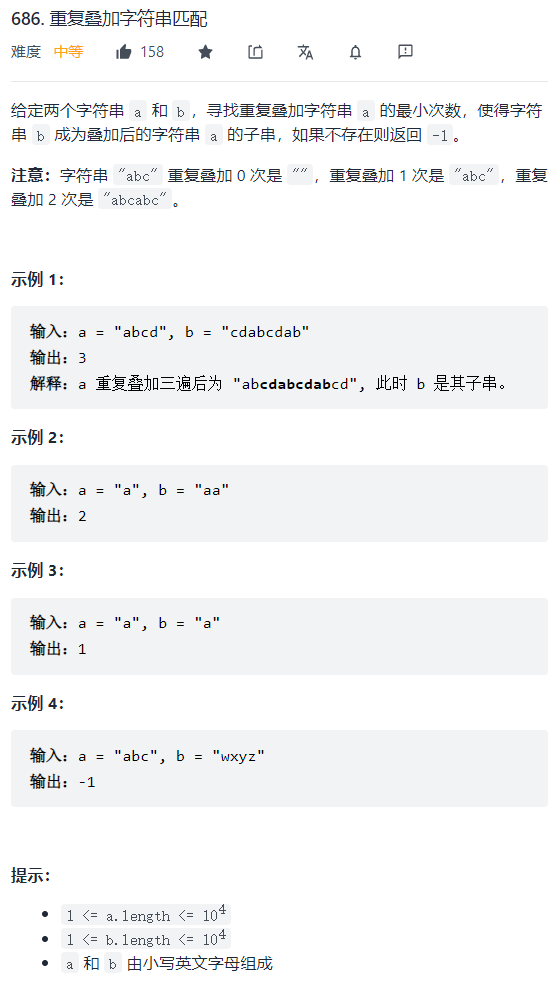 686. 重复叠加字符串匹配
难度 中等 158
给定两个字符串 a 和 b，寻找重复叠加字符串 a 的最小次数，使得字符
串 b 成为叠加后的字符串 a 的子串，如果不存在则返回 -1。
注意：字符串 "abc" 重复叠加 0 次是 ""，重复叠加 1 次是 "abc"，重复
叠加 2 次是 "abcabc"。
示例 1：
输入：a = "abcd", b = "cdabcdab"
输出：3
解释：a 重复叠加三遍后为 "abcdabcdabcd", 此时 b 是其子串。
示例 2：
输入：a = "a", b = "aa"
输出：2
示例 3：
输入：a = "a", b = "a"
输出：1
示例 4：
输入：a = "abc", b = "wxyz"
输出：-1
提示：
• 1 <= a.length <= 10⁴
• 1 <= b.length <= 10⁴
• a 和 b 由小写英文字母组成